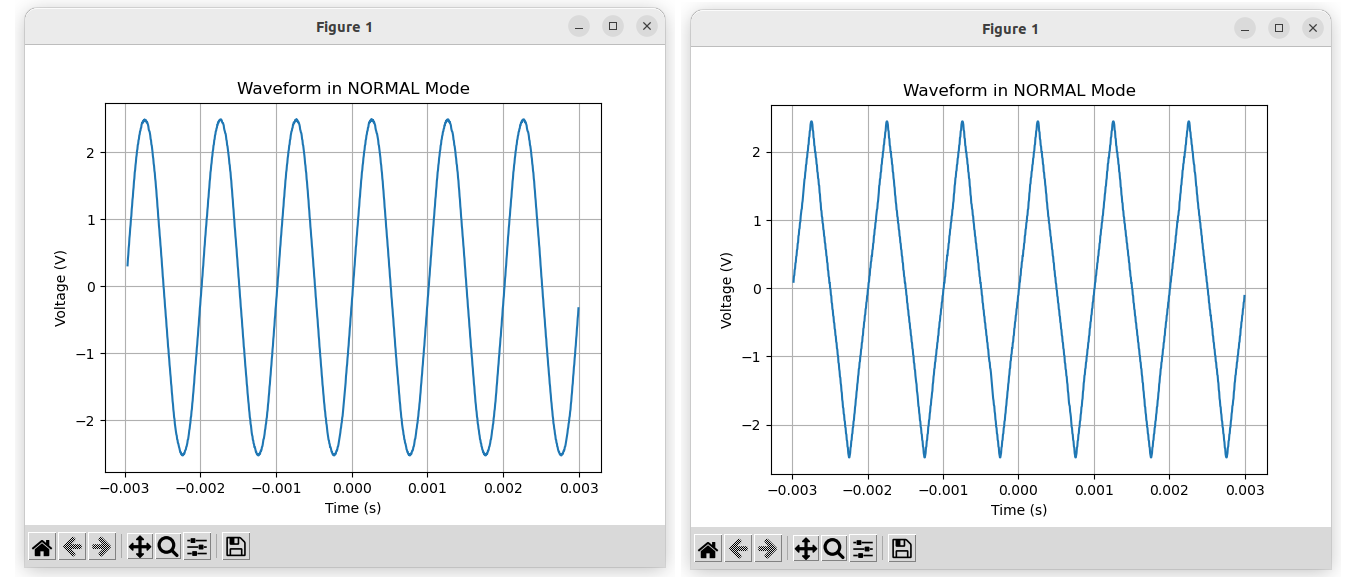 Figure 1
Waveform in NORMAL Mode
2
1
0
−1
−2
Voltage (V)
−0.003 −0.002 −0.001 0.000 0.001 0.002 0.003
Time (s)
Figure 1
Waveform in NORMAL Mode
2
1
0
−1
−2
Voltage (V)
−0.003 −0.002 −0.001 0.000 0.001 0.002 0.003
Time (s)